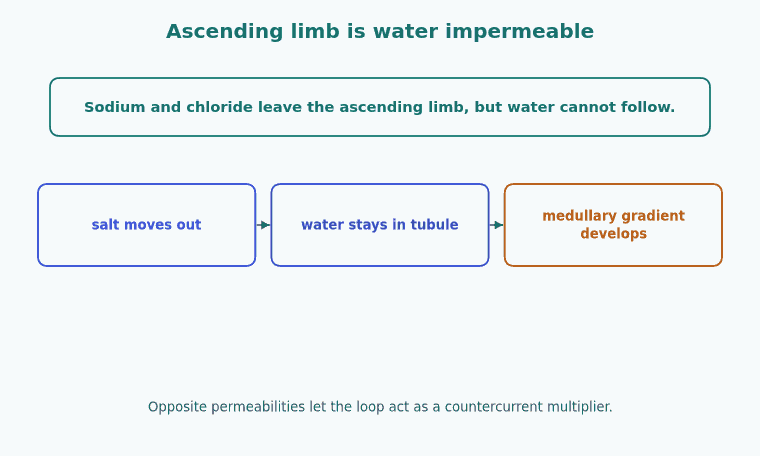 Ascending limb is water impermeable
Sodium and chloride leave the ascending limb, but water cannot follow.
salt moves out
water stays in tubule
medullary gradient
develops
Opposite permeabilities let the loop act as a countercurrent multiplier.